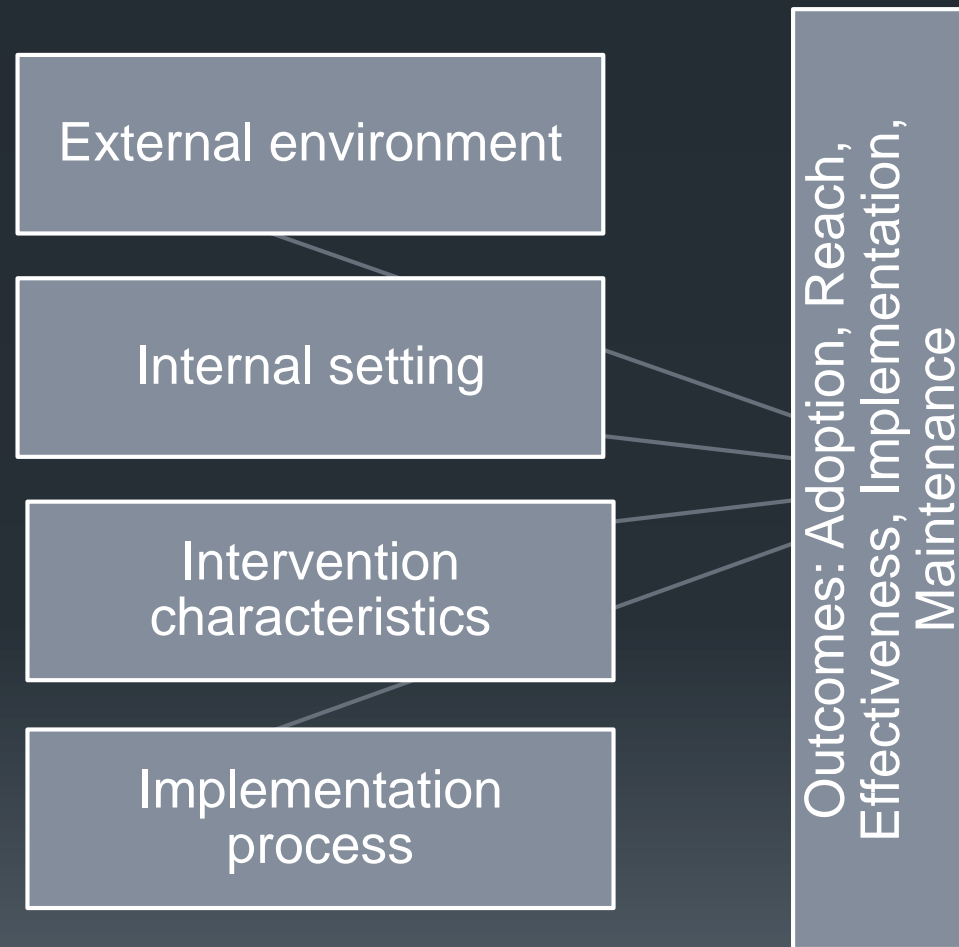 External environment
Internal setting
Intervention
characteristics
Implementation
process
Outcomes: Adoption, Reach,
Effectiveness, Implementation,
Maintenance